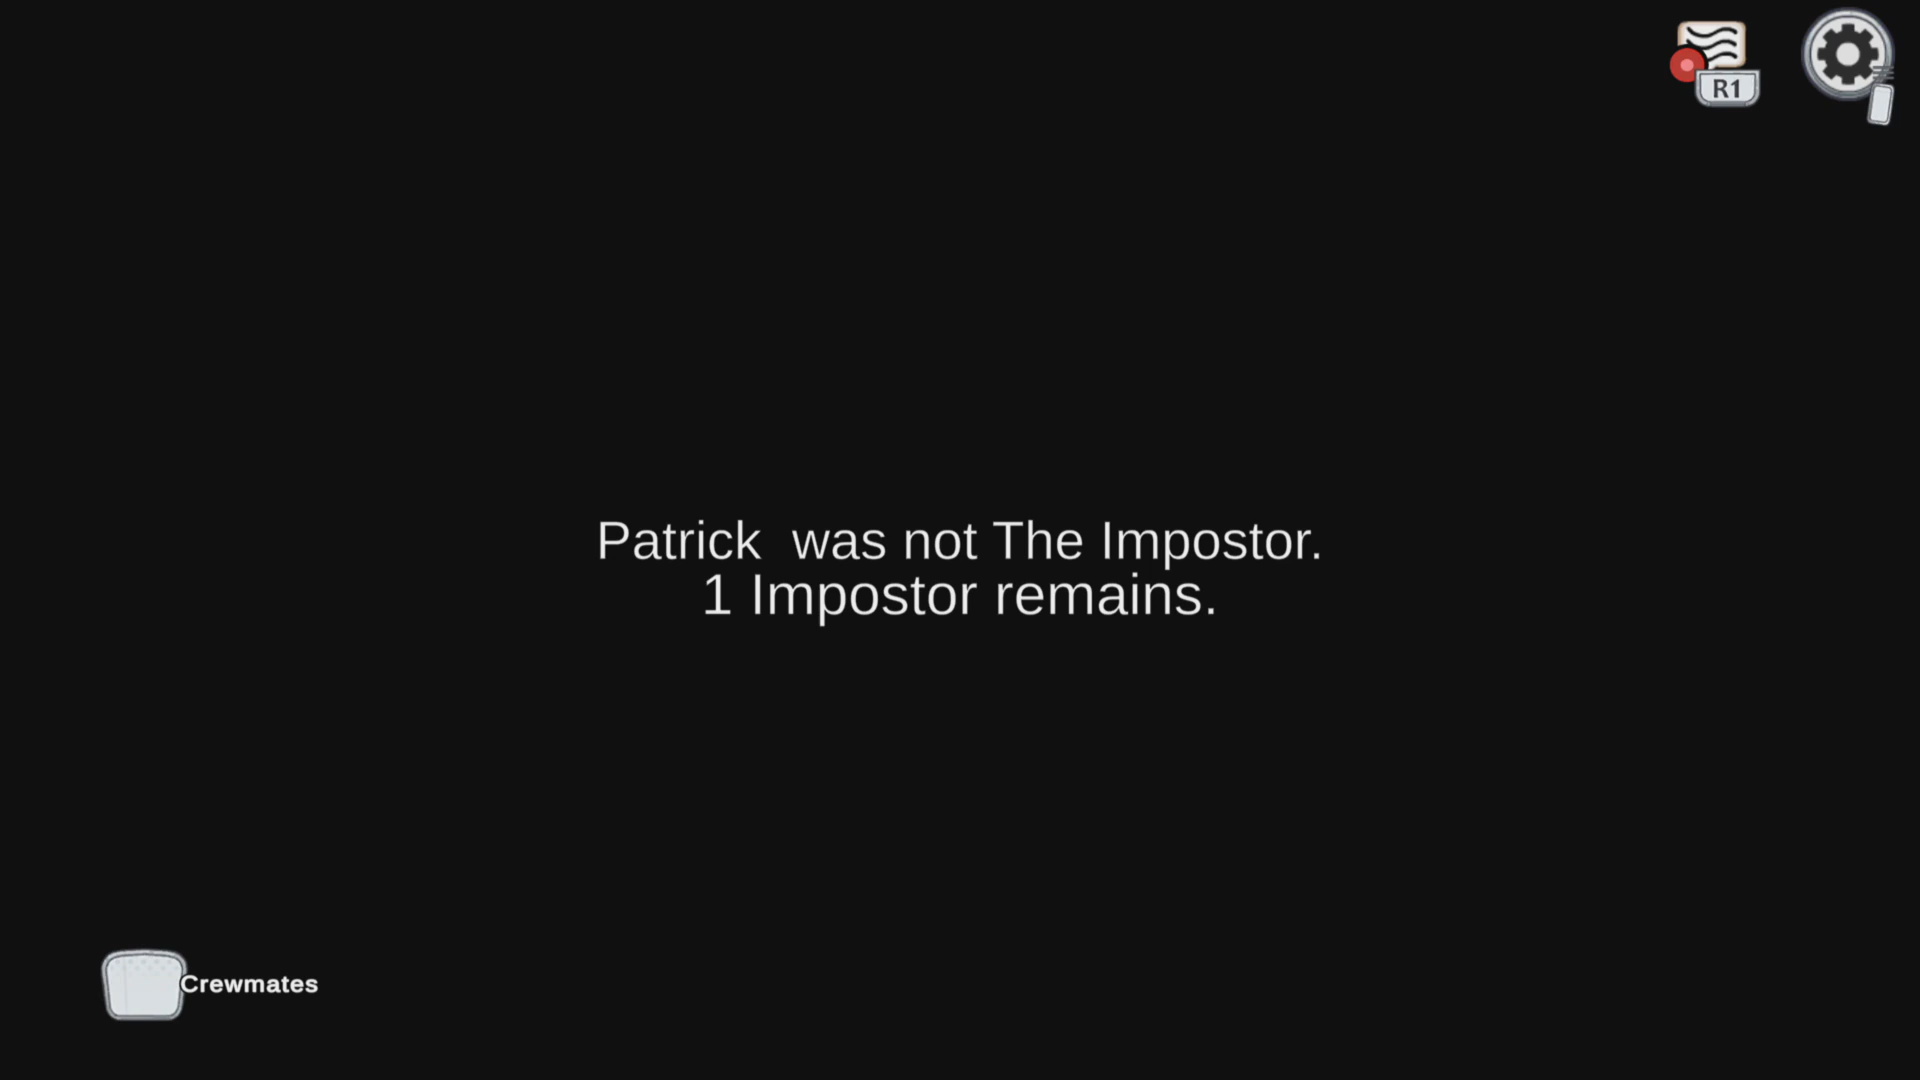 R1
Patrick  was not The Impostor.
1 Impostor remains.
Crewmates